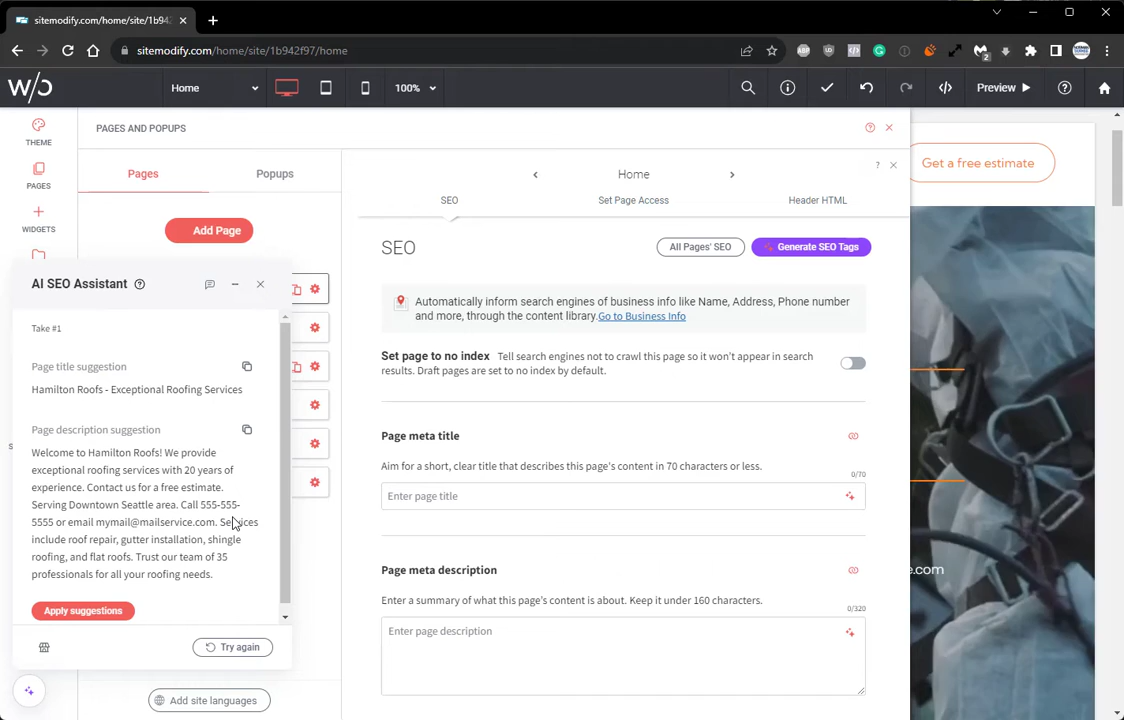 sitemodify.com/home/site/1b942
sitemodify.com/home/site/1b942f97/home
2
Home
100%
Preview
THEME
PAGES
WIDGETS
PAGES AND POPUPS
Pages
Popups
Add Page
Home
SEO
Set Page Access
Header HTML
SEO
All Pages' SEO
Generate SEO Tags
Automatically inform search engines of business info like Name, Address, Phone number
and more, through the content library.Go to Business Info
Set page to no index Tell search engines not to crawl this page so it won't appear in search
results. Draft pages are set to no index by default.
Page meta title
Aim for a short, clear title that describes this page's content in 70 characters or less.
0/70
Enter page title
Page meta description
Enter a summary of what this page's content is about. Keep it under 160 characters.
0/320
Enter page description
AI SEO Assistant
Take #1
Page title suggestion
Hamilton Roofs - Exceptional Roofing Services
Page description suggestion
Welcome to Hamilton Roofs! We provide
exceptional roofing services with 20 years of
experience. Contact us for a free estimate.
Serving Downtown Seattle area. Call 555-555-
5555 or email mymail@mailservice.com. Services
include roof repair, gutter installation, shingle
roofing, and flat roofs. Trust our team of 35
professionals for all your roofing needs.
Apply suggestions
Try again
Add site languages
Get a free estimate
e.com